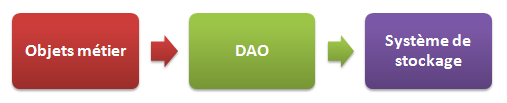 Objets métier
DAO
Système de
stockage